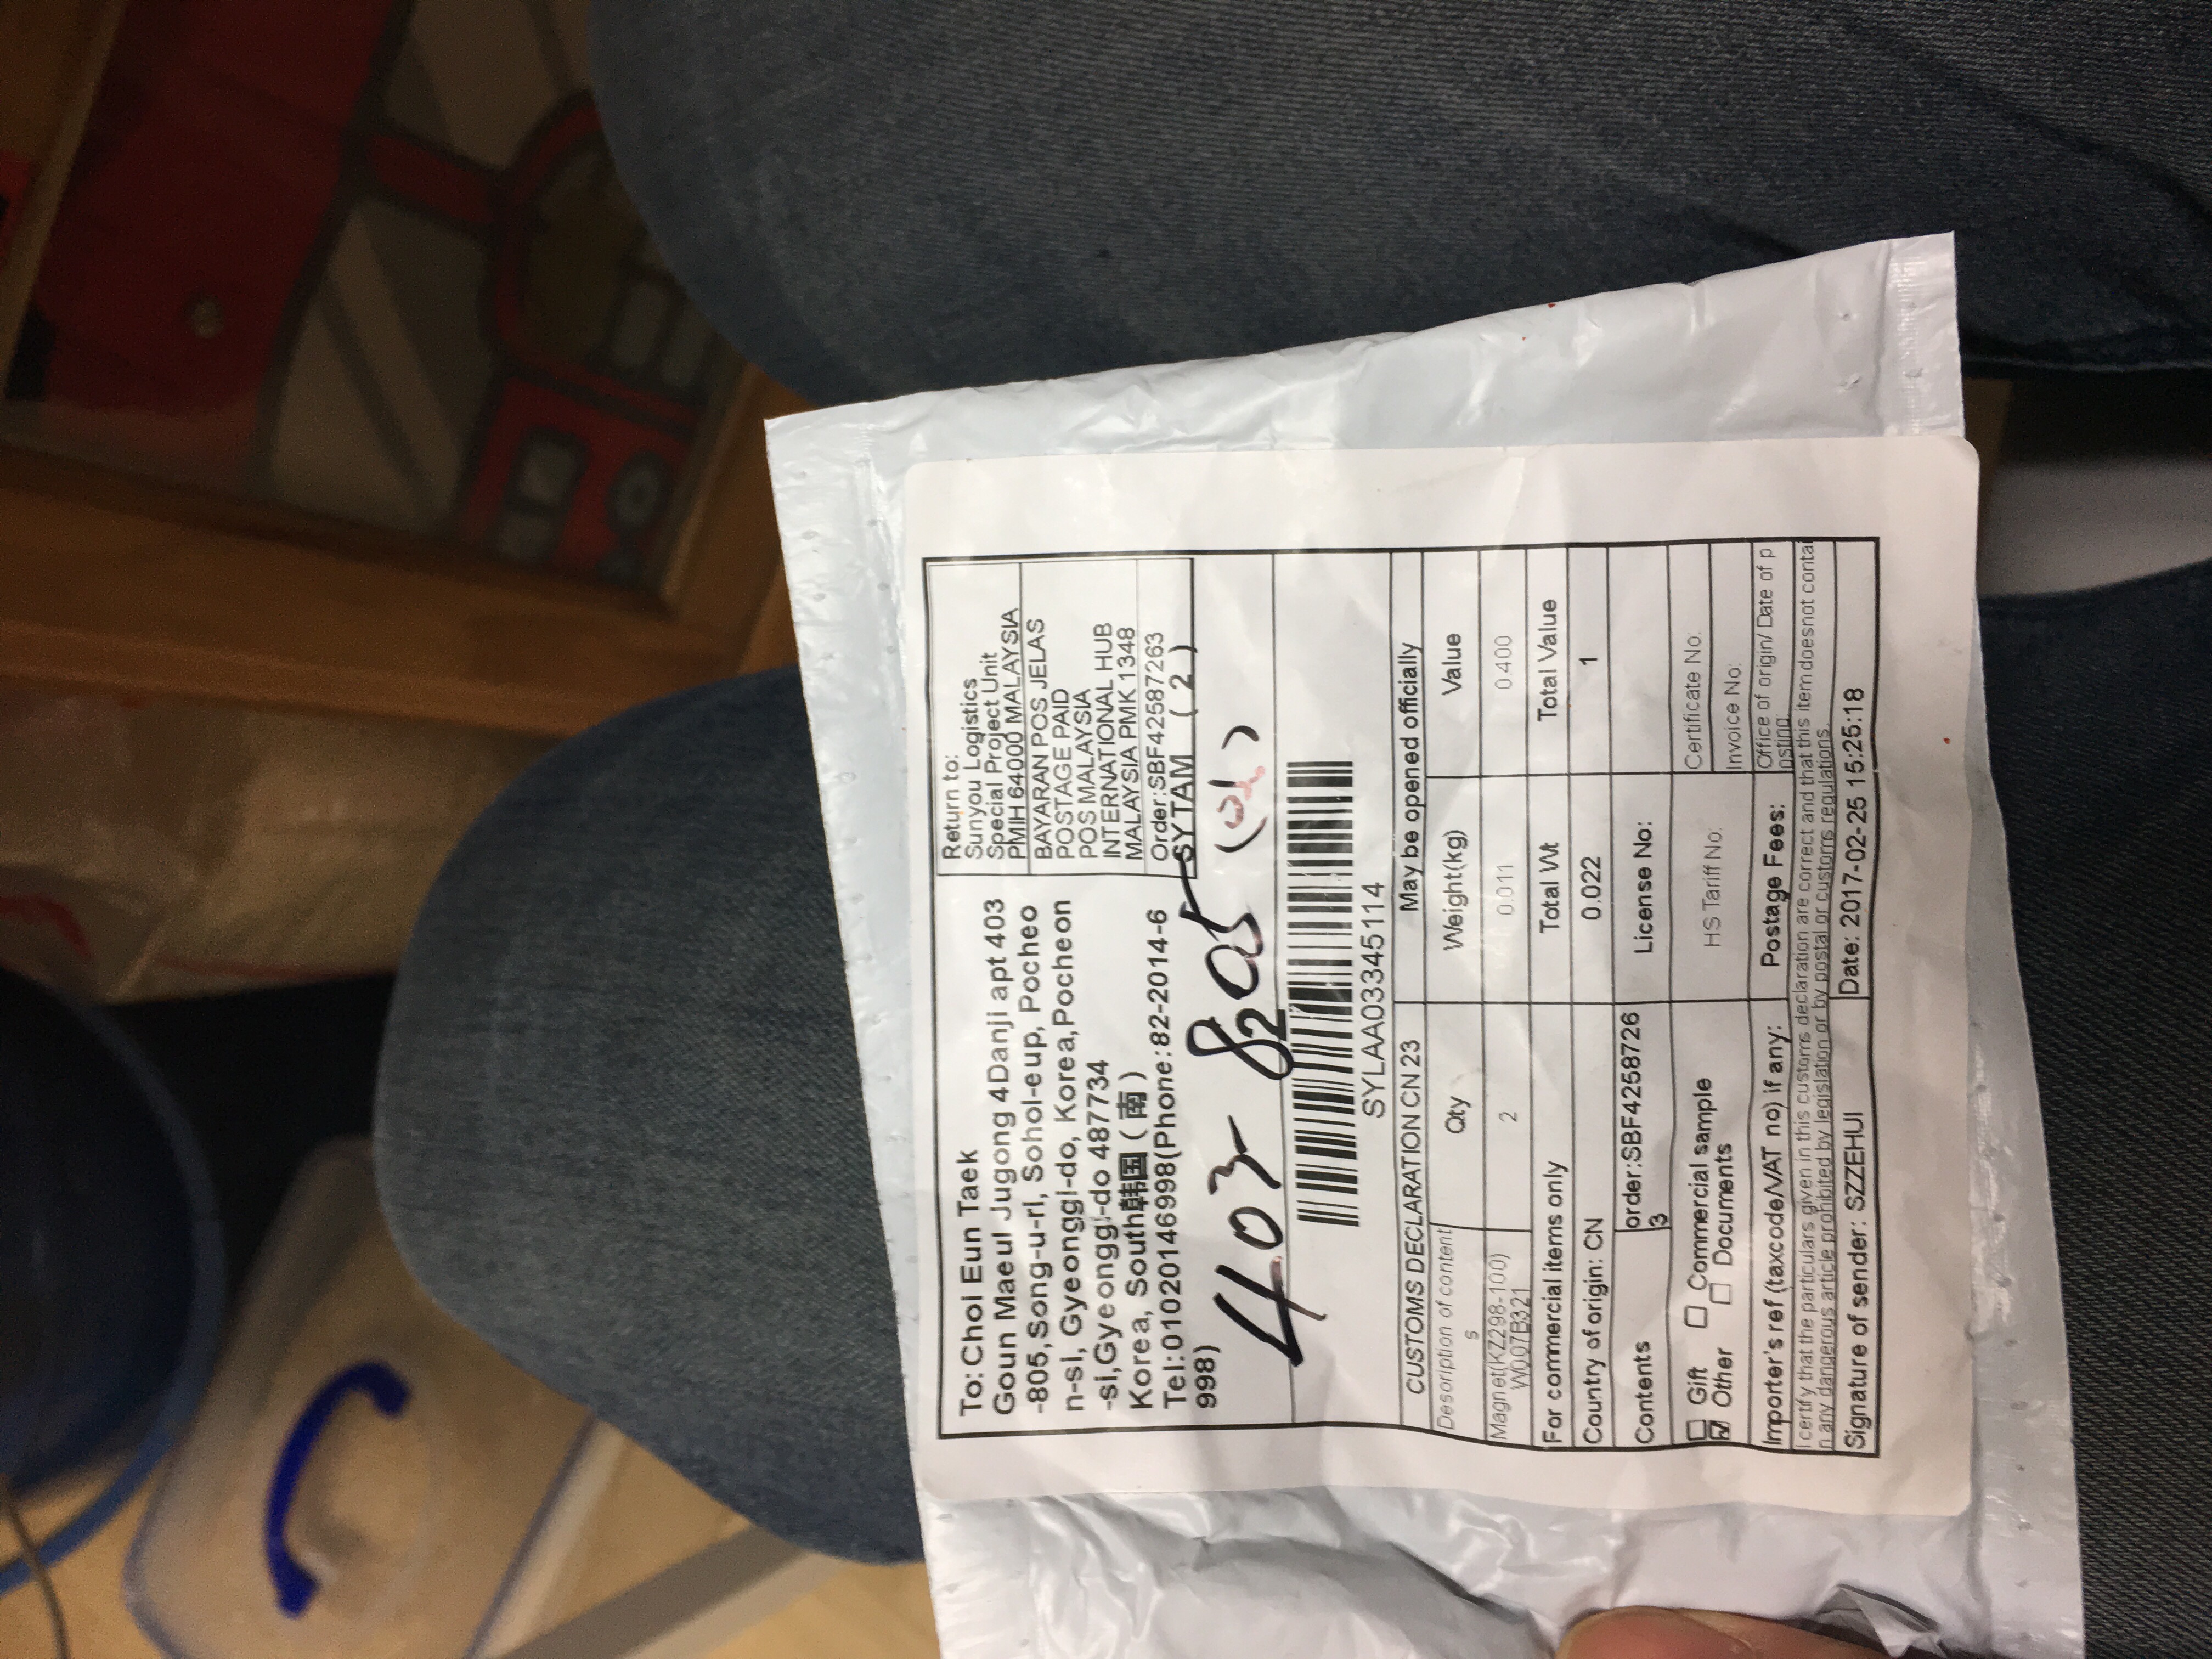 To: Choi Eun Taek
Goun Maeul Jugong 4Danji apt 403
-805, Song-u-ri, Sohol-eup, Pocheo
n-si, Gyeonggi-do, Korea, Pocheon
-si, Gyeonggi-do 487734
Korea, South韩国 (南)
Tel:01020146998(Phone:82-2014-6
998)
Return to:
Sunyou Logistics
Special Project Unit
PMIH 64000 MALAYSIA
BAYARAN POS JELAS
POSTAGE PAID
POS MALAYSIA
INTERNATIONAL HUB
MALAYSIA PMK1348
Order:SBF42587263
SYTAM (2)
403-805
82
SYLAA03345114
CUSTOMS DECLARATION CN23 May be opened officially
Description of content
s Qty Weight(kg) Value
Magnet(KZ298-100)
W007B321 2 0.011 0.400
For commercial items only Total Wt Total Value
Country of origin: CN 0.022 1
Contents order:SBF4258726
3 License No:
Gift Commercial sample
Other Documents HS Tariff No: Certificate No.
Invoice No:
Importer's ref (taxcode/VAT no) if any: Postage Fees: Office of origin/ Date of p
osting
I certify that the particulars given in this customs declaration are correct and that this item doesnot contai
n any dangerous article prohibited by legislation or by postal or customs regulations.
Signature of sender: SZZEHUI Date: 2017-02-25 15:25:18